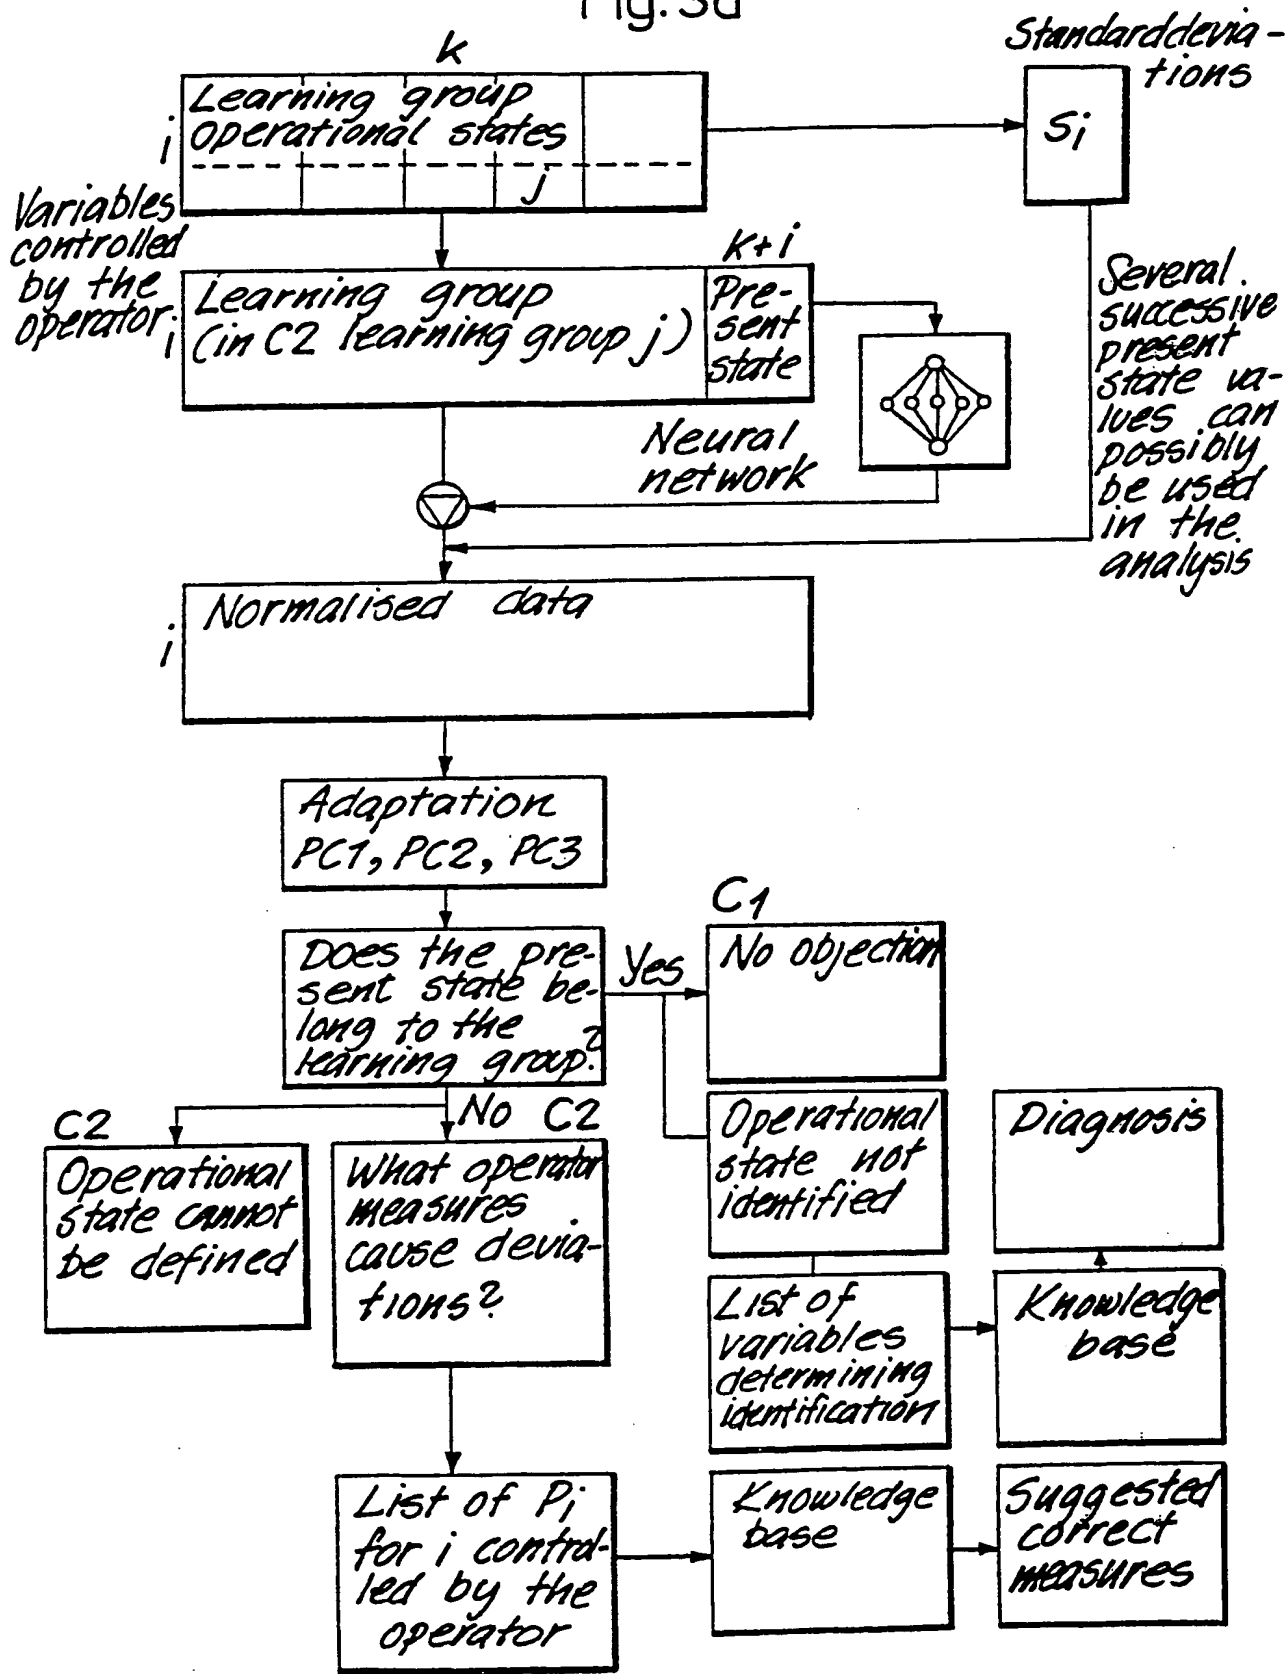 Fig. 3a
k
Standarddevia-
tions
Learning group
operational states
i
j
Si
Variables
controlled
by the
operator
k+i
Learning group
(in C2 learning group j)
i
Pre-
sent
state
Several
successive
present
state va-
lues can
possibly
be used
in the
analysis
Neural
network
Normalised data
i
Adaptation
PC1, PC2, PC3
Does the pre-
sent state be-
long to the
learning group?
Yes
C1
No objection
No
C2
Operational
state cannot
be defined
C2
What operator
measures
cause devia-
tions?
Operational
state not
identified
Diagnosis
List of
variables
determining
identification
Knowledge
base
List of Pi
for i control-
led by the
operator
Knowledge
base
Suggested
correct
measures